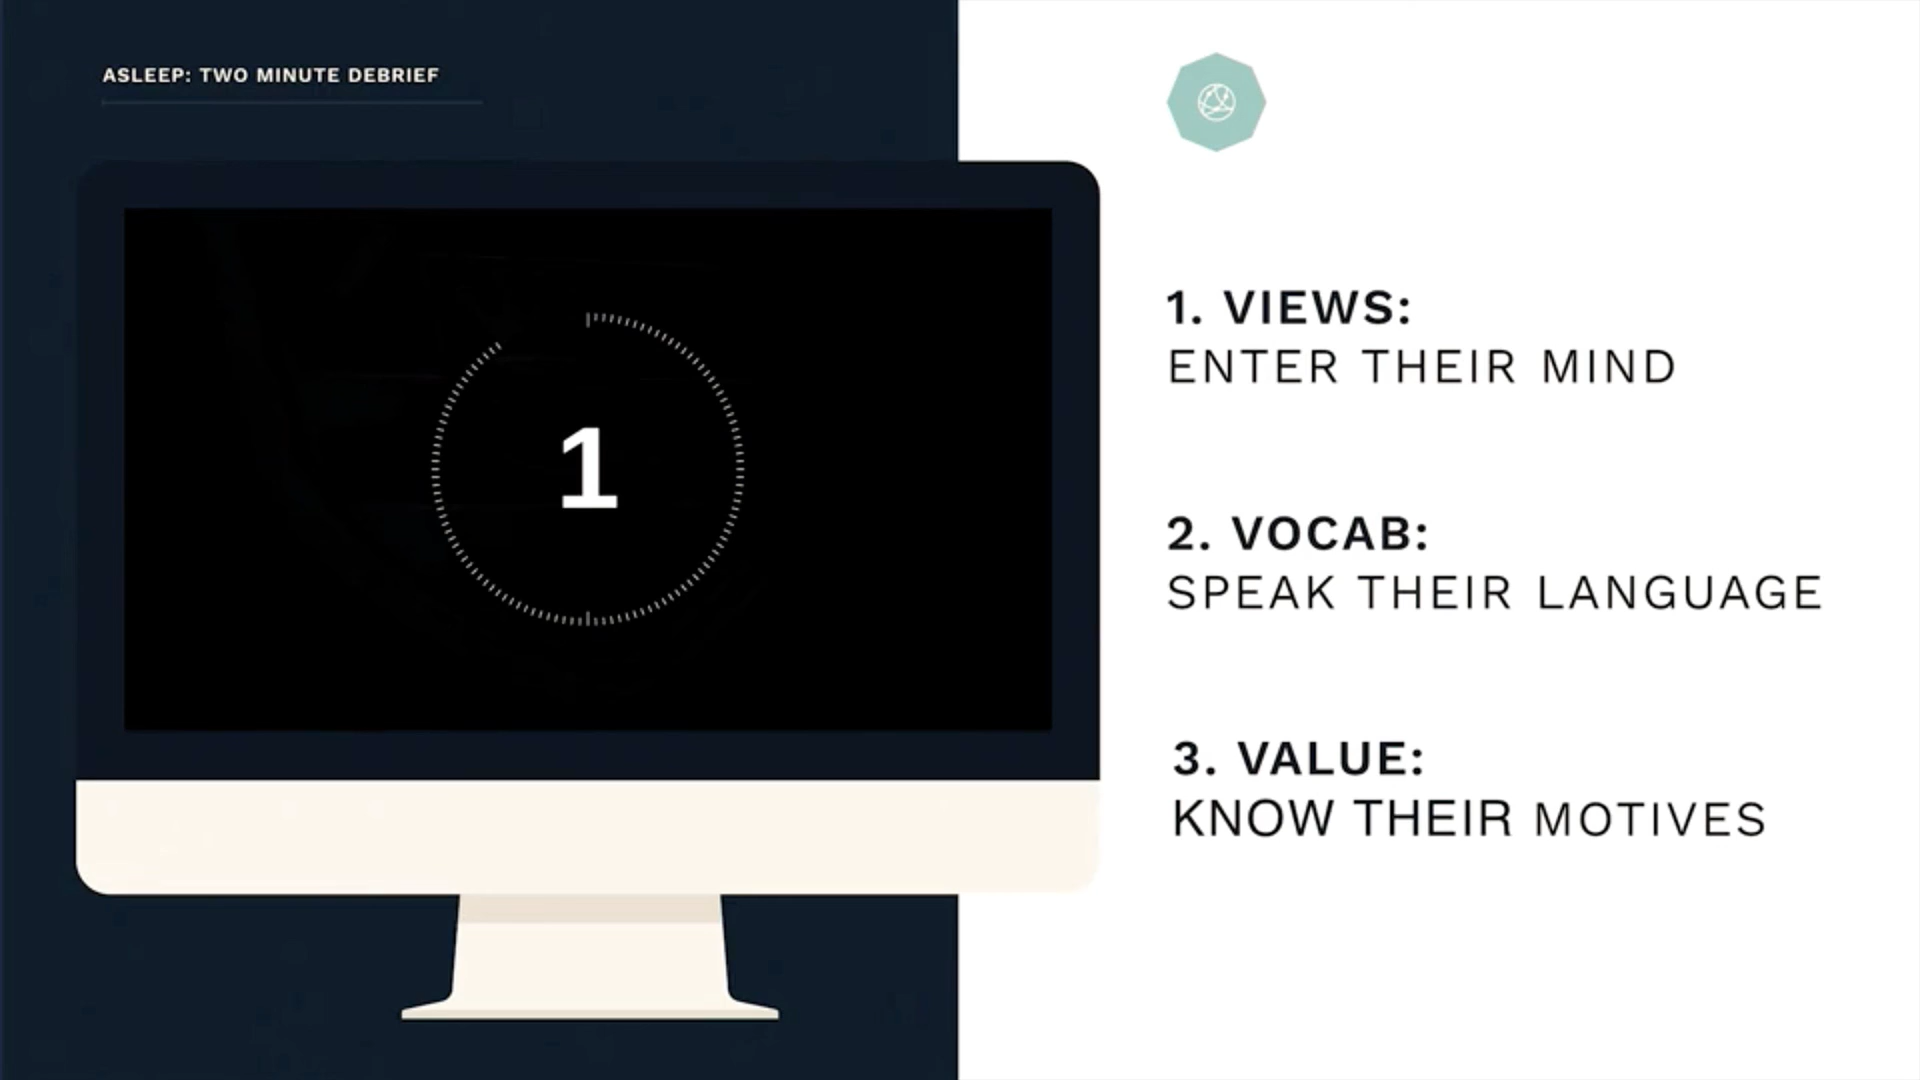 ASLEEP: TWO MINUTE DEBRIEF
1
1. VIEWS:
ENTER THEIR MIND
2. VOCAB:
SPEAK THEIR LANGUAGE
3. VALUE:
KNOW THEIR MOTIVES